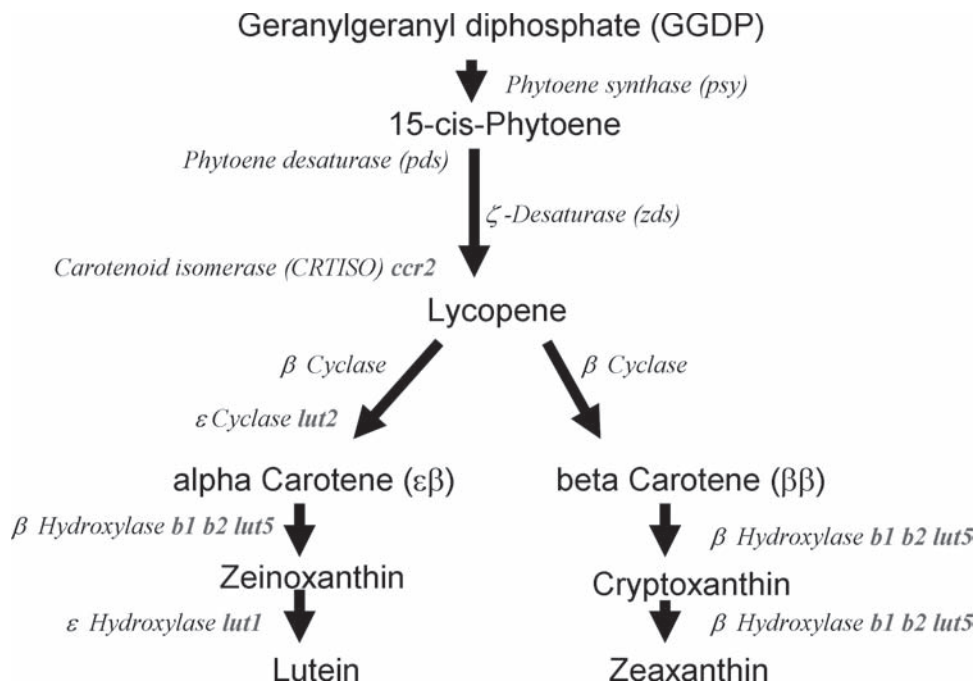 Geranylgeranyl diphosphate (GGDP)
Phytoene synthase (psy)
15-cis-Phytoene
Phytoene desaturase (pds)
ζ -Desaturase (zds)
Carotenoid isomerase (CRTISO) ccr2
Lycopene
β Cyclase
β Cyclase
ε Cyclase lut2
alpha Carotene (εβ)
beta Carotene (ββ)
β Hydroxylase b1 b2 lut5
β Hydroxylase b1 b2 lut5
Zeinoxanthin
Cryptoxanthin
ε Hydroxylase lut1
β Hydroxylase b1 b2 lut5
Lutein
Zeaxanthin